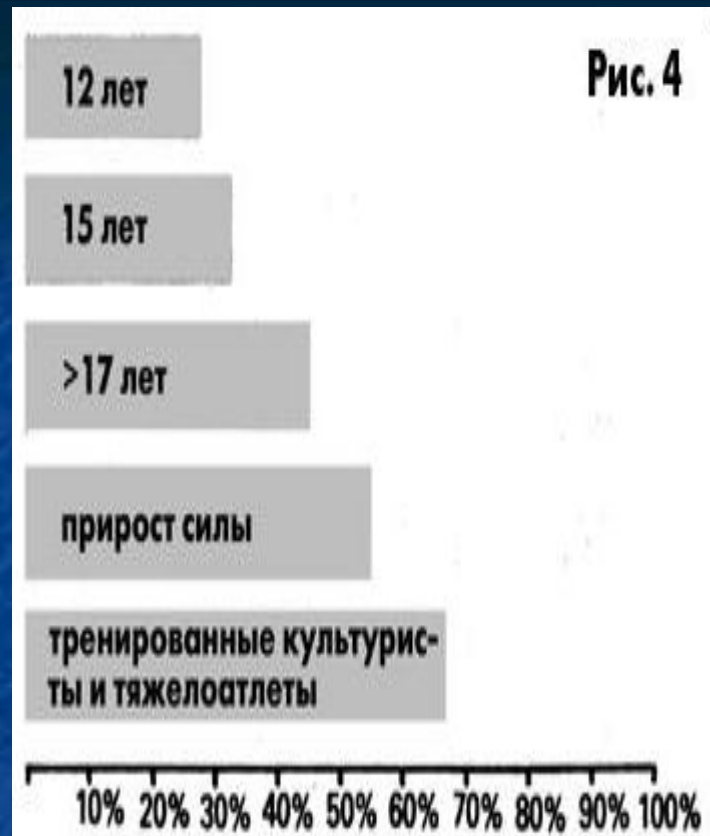 Рис. 4
12 лет
15 лет
>17 лет
прирост силы
тренированные культурис-
ты и тяжелоатлеты
10% 20% 30% 40% 50% 60% 70% 80% 90% 100%